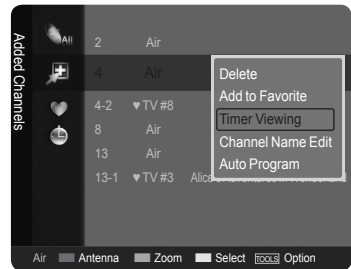 Added Channels
All
2 Air
4 Air
4-2 ♥ TV #8
8 Air
13 Air
13-1 ♥ TV #3
Delete
Add to Favorite
Timer Viewing
Channel Name Edit
Auto Program
Air Antenna Zoom Select TOOLS Option